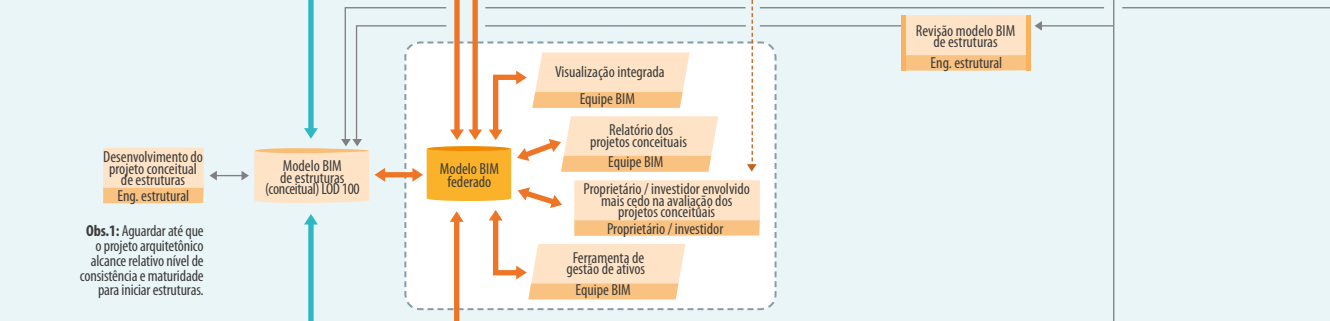 Revisão modelo BIM
de estruturas
Eng. estrutural
Visualização integrada
Equipe BIM
Relatório dos
projetos conceituais
Equipe BIM
Desenvolvimento do
projeto conceitual
de estruturas
Eng. estrutural
Modelo BIM
de estruturas
(conceitual) LOD 100
Modelo BIM
federado
Proprietário / investidor envolvido
mais cedo na avaliação dos
projetos conceituais
Proprietário / investidor
Obs.1: Aguardar até que
o projeto arquitetônico
alcance relativo nível de
consistência e maturidade
para iniciar estruturas.
Ferramenta de
gestão de ativos
Equipe BIM